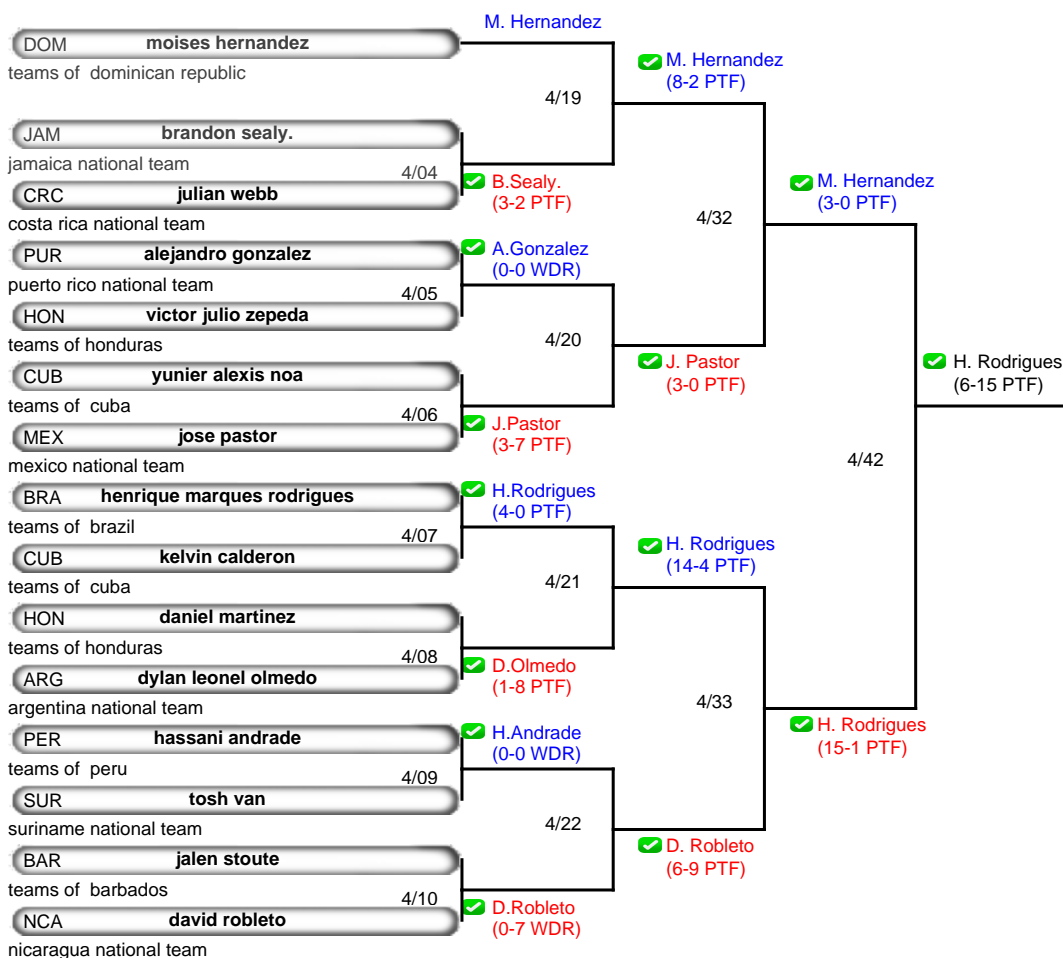 M. Hernandez
DOM moises hernandez
teams of dominican republic
M. Hernandez
(8-2 PTF)
4/19
JAM brandon sealy.
jamaica national team
4/04
B.Sealy.
(3-2 PTF)
M. Hernandez
(3-0 PTF)
CRC julian webb
costa rica national team
4/32
PUR alejandro gonzalez
A.Gonzalez
(0-0 WDR)
puerto rico national team
4/05
HON victor julio zepeda
teams of honduras
4/20
J. Pastor
(3-0 PTF)
H. Rodrigues
(6-15 PTF)
CUB yunier alexis noa
teams of cuba
4/06
J.Pastor
(3-7 PTF)
MEX jose pastor
mexico national team
4/42
BRA henrique marques rodrigues
H.Rodrigues
(4-0 PTF)
teams of brazil
4/07
CUB kelvin calderon
teams of cuba
H. Rodrigues
(14-4 PTF)
4/21
HON daniel martinez
teams of honduras
4/08
D.Olmedo
(1-8 PTF)
ARG dylan leonel olmedo
argentina national team
4/33
H. Rodrigues
(15-1 PTF)
PER hassani andrade
H.Andrade
(0-0 WDR)
teams of peru
4/09
SUR tosh van
suriname national team
4/22
D. Robleto
(6-9 PTF)
BAR jalen stoute
teams of barbados
4/10
D.Robleto
(0-7 WDR)
NCA david robleto
nicaragua national team